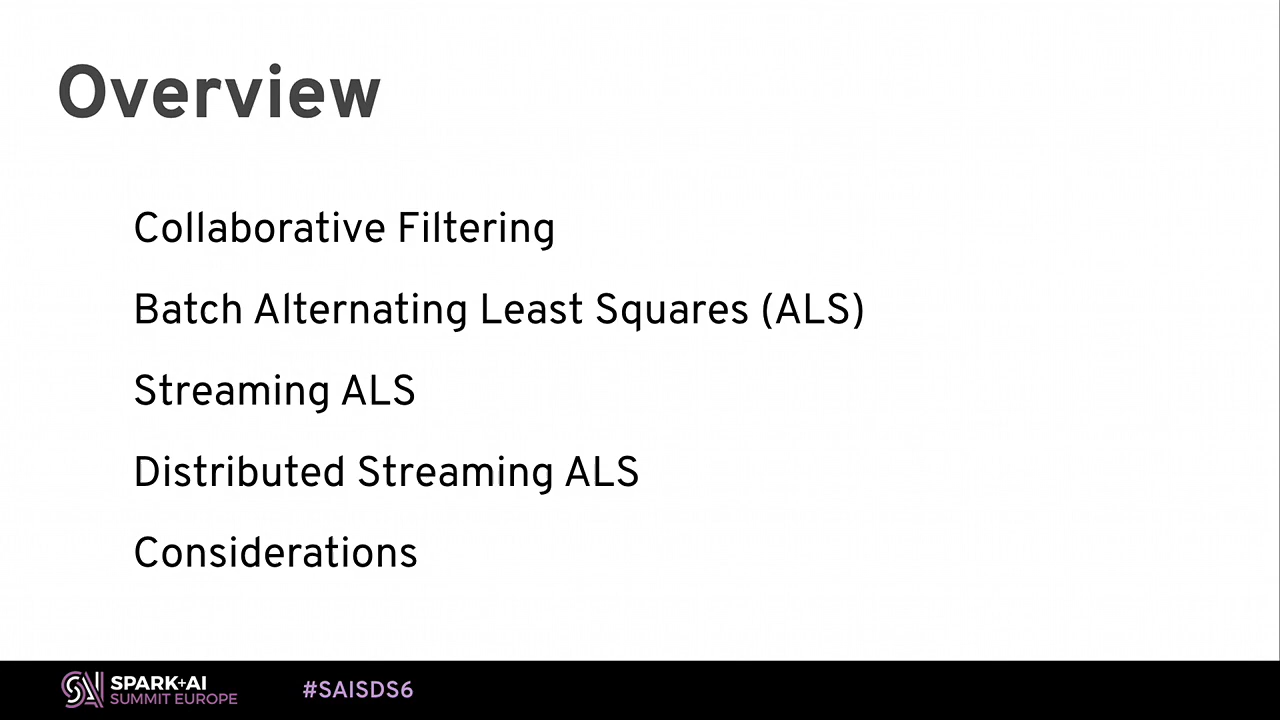 Overview
Collaborative Filtering
Batch Alternating Least Squares (ALS)
Streaming ALS
Distributed Streaming ALS
Considerations
SPARK+AI
SUMMIT EUROPE
#SAISDS6